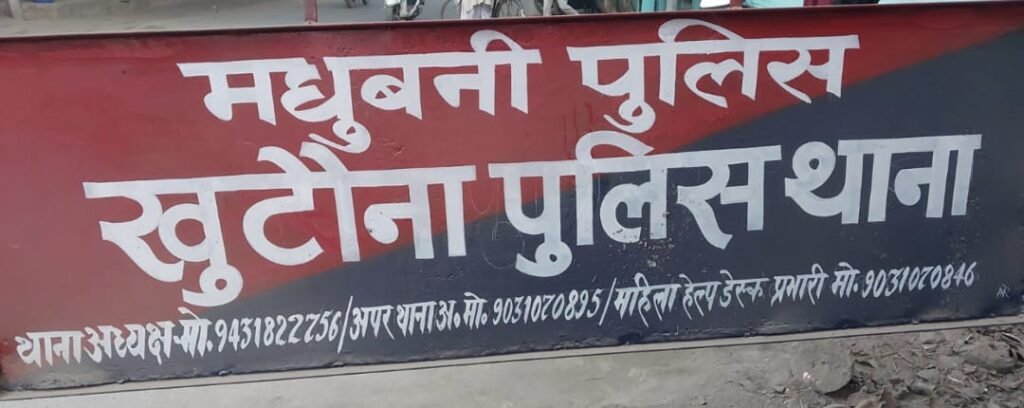 मधुबनी पुलिस
खुटौना पुलिस थाना
थाना अध्यक्ष मो. 9431822756/अपर थाना अ॰ मो. 9031070895/महिला हेल्प डेस्क प्रभारी मो. 9031070846